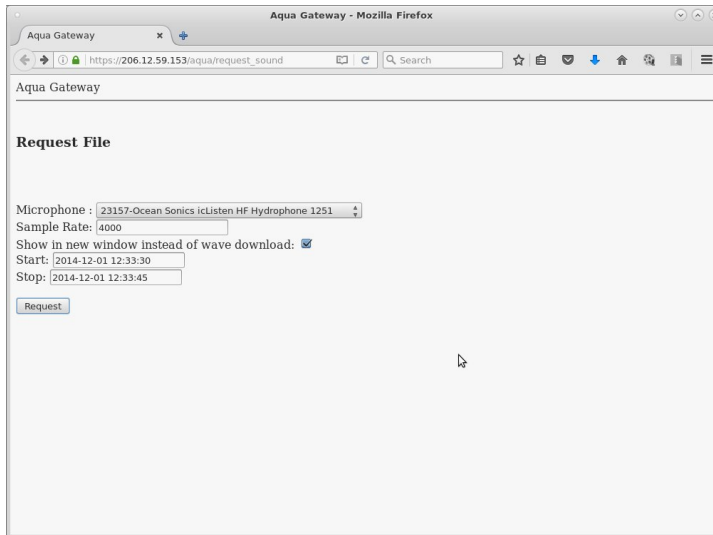 Aqua Gateway - Mozilla Firefox
Aqua Gateway
https://206.12.59.153/aqua/request_sound
Search
Aqua Gateway
Request File
Microphone : 23157-Ocean Sonics icListen HF Hydrophone 1251
Sample Rate: 4000
Show in new window instead of wave download:
Start: 2014-12-01 12:33:30
Stop: 2014-12-01 12:33:45
Request